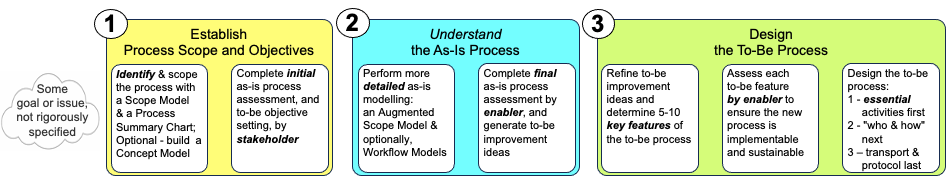 Some
goal or issue,
not rigorously
specified
1
Establish
Process Scope and Objectives
Identify & scope
the process with
a Scope Model
& a Process
Summary Chart;
Optional - build a
Concept Model
Complete initial
as-is process
assessment, and
to-be objective
setting, by
stakeholder
2
Understand
the As-Is Process
Perform more
detailed as-is
modelling:
an Augmented
Scope Model &
optionally,
Workflow Models
Complete final
as-is process
assessment by
enabler, and
generate to-be
improvement
ideas
3
Design
the To-Be Process
Refine to-be
improvement
ideas and
determine 5-10
key features of
the to-be process
Assess each
to-be feature
by enabler to
ensure the new
process is
implementable
and sustainable
Design the to-be
process:
1 - essential
activities first
2 - "who & how"
next
3 – transport &
protocol last